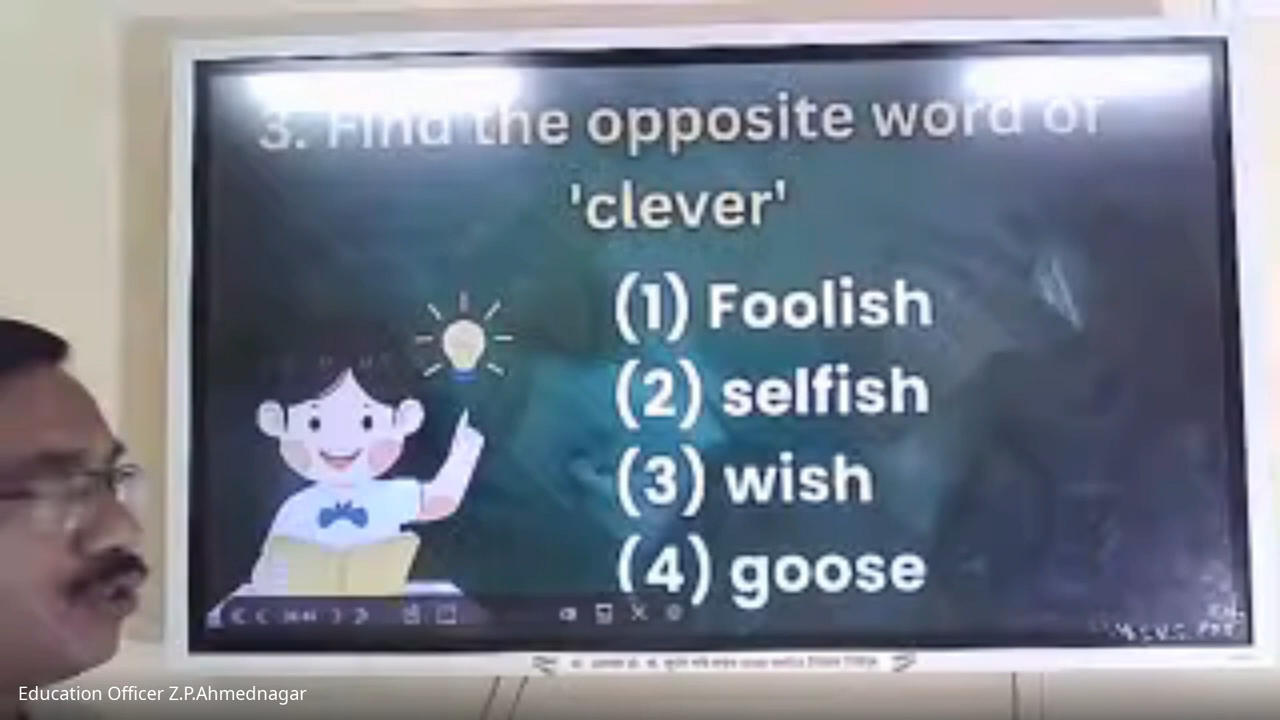 3. Find the opposite word of
'clever'
(1) Foolish
(2) selfish
(3) wish
(4) goose
Education Officer Z.P.Ahmednagar